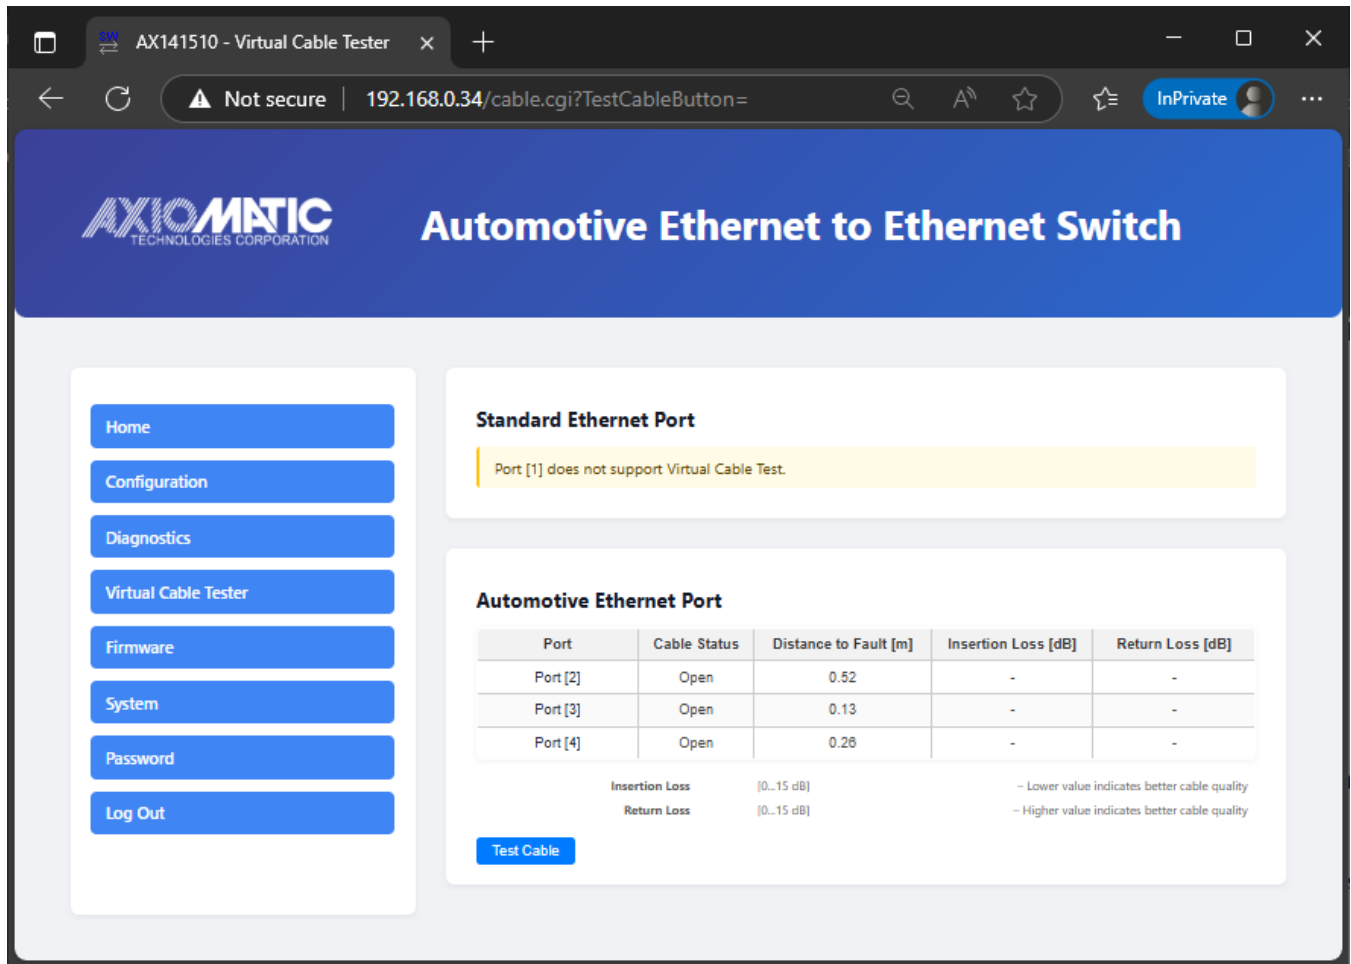 SW AX141510 - Virtual Cable Tester
Not secure 192.168.0.34/cable.cgi?TestCableButton= A InPrivate
AXIOMATIC
TECHNOLOGIES CORPORATION
Automotive Ethernet to Ethernet Switch
Home
Configuration
Diagnostics
Virtual Cable Tester
Firmware
System
Password
Log Out
Standard Ethernet Port
Port [1] does not support Virtual Cable Test.
Automotive Ethernet Port
Port Cable Status Distance to Fault [m] Insertion Loss [dB] Return Loss [dB]
Port [2] Open 0.52 - -
Port [3] Open 0.13 - -
Port [4] Open 0.26 - -
Insertion Loss [0...15 dB] – Lower value indicates better cable quality
Return Loss [0...15 dB] – Higher value indicates better cable quality
Test Cable